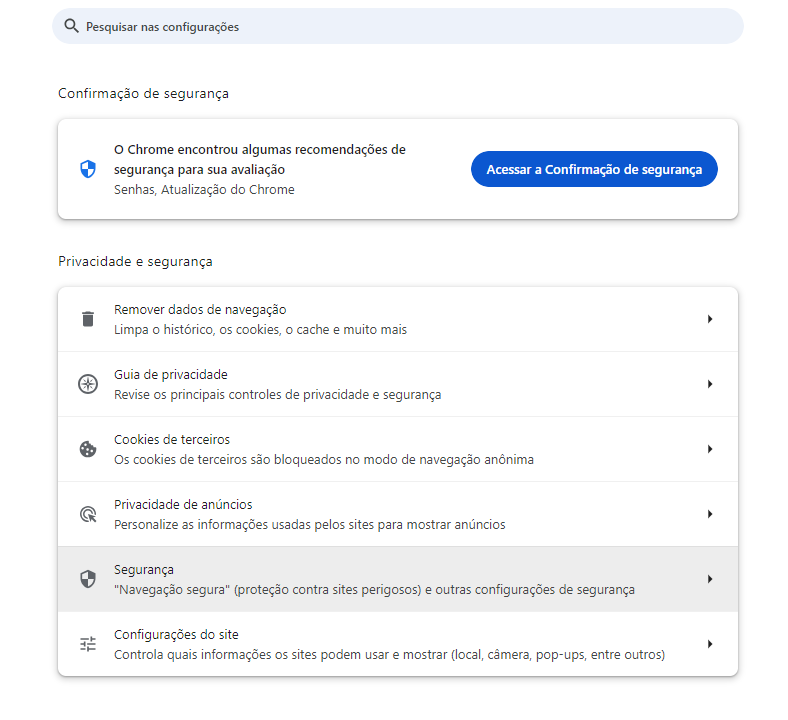 Pesquisar nas configurações
Confirmação de segurança
O Chrome encontrou algumas recomendações de
segurança para sua avaliação
Senhas, Atualização do Chrome
Acessar a Confirmação de segurança
Privacidade e segurança
Remover dados de navegação
Limpa o histórico, os cookies, o cache e muito mais
Guia de privacidade
Revise os principais controles de privacidade e segurança
Cookies de terceiros
Os cookies de terceiros são bloqueados no modo de navegação anônima
Privacidade de anúncios
Personalize as informações usadas pelos sites para mostrar anúncios
Segurança
"Navegação segura" (proteção contra sites perigosos) e outras configurações de segurança
Configurações do site
Controla quais informações os sites podem usar e mostrar (local, câmera, pop-ups, entre outros)